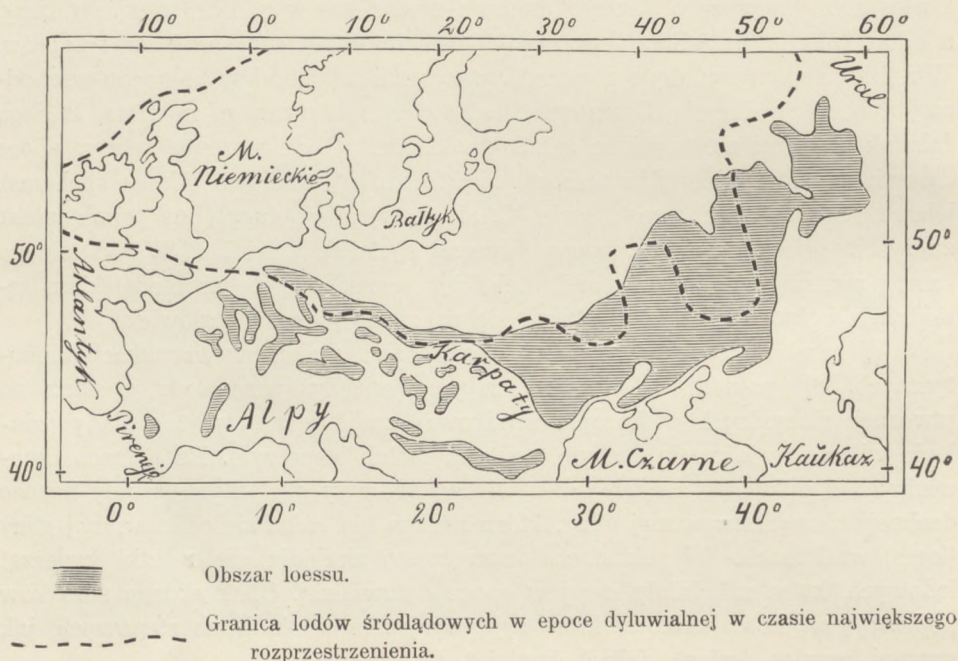 10° 0° 10° 20° 30° 40° 50° 60°
Ural
M.
Niemieckie
Bałtyk
50° 50°
Atlantyk
Karpaty
Alpy
Pireneje
M. Czarne Kaukaz
40° 40°
0° 10° 20° 30° 40°
Obszar loessu.
Granica lodów śródlądowych w epoce dyluwialnej w czasie największego
rozprzestrzenienia.